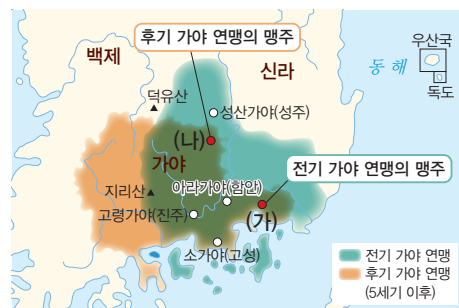 후기 가야 연맹의 맹주
백제
신라
우산국
동해
독도
덕유산
성산가야(성주)
(나)
가야
전기 가야 연맹의 맹주
지리산
아라가야(함안)
고령가야(진주)
(가)
소가야(고성)
전기 가야 연맹
후기 가야 연맹
(5세기 이후)